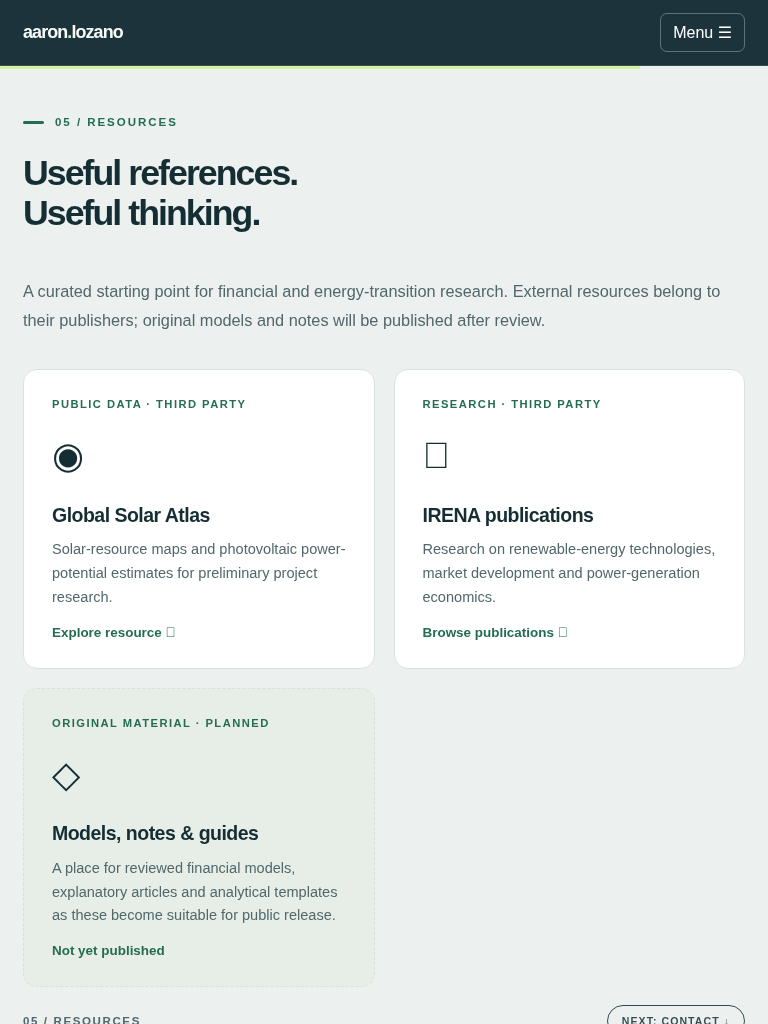 aaron.lozano
Menu ☰
05 / RESOURCES
Useful references.
Useful thinking.
A curated starting point for financial and energy-transition research. External resources belong to
their publishers; original models and notes will be published after review.
PUBLIC DATA · THIRD PARTY
Global Solar Atlas
Solar-resource maps and photovoltaic power-
potential estimates for preliminary project
research.
Explore resource
RESEARCH · THIRD PARTY
IRENA publications
Research on renewable-energy technologies,
market development and power-generation
economics.
Browse publications
ORIGINAL MATERIAL · PLANNED
Models, notes & guides
A place for reviewed financial models,
explanatory articles and analytical templates
as these become suitable for public release.
Not yet published
05 / RESOURCES
NEXT: CONTACT ↓